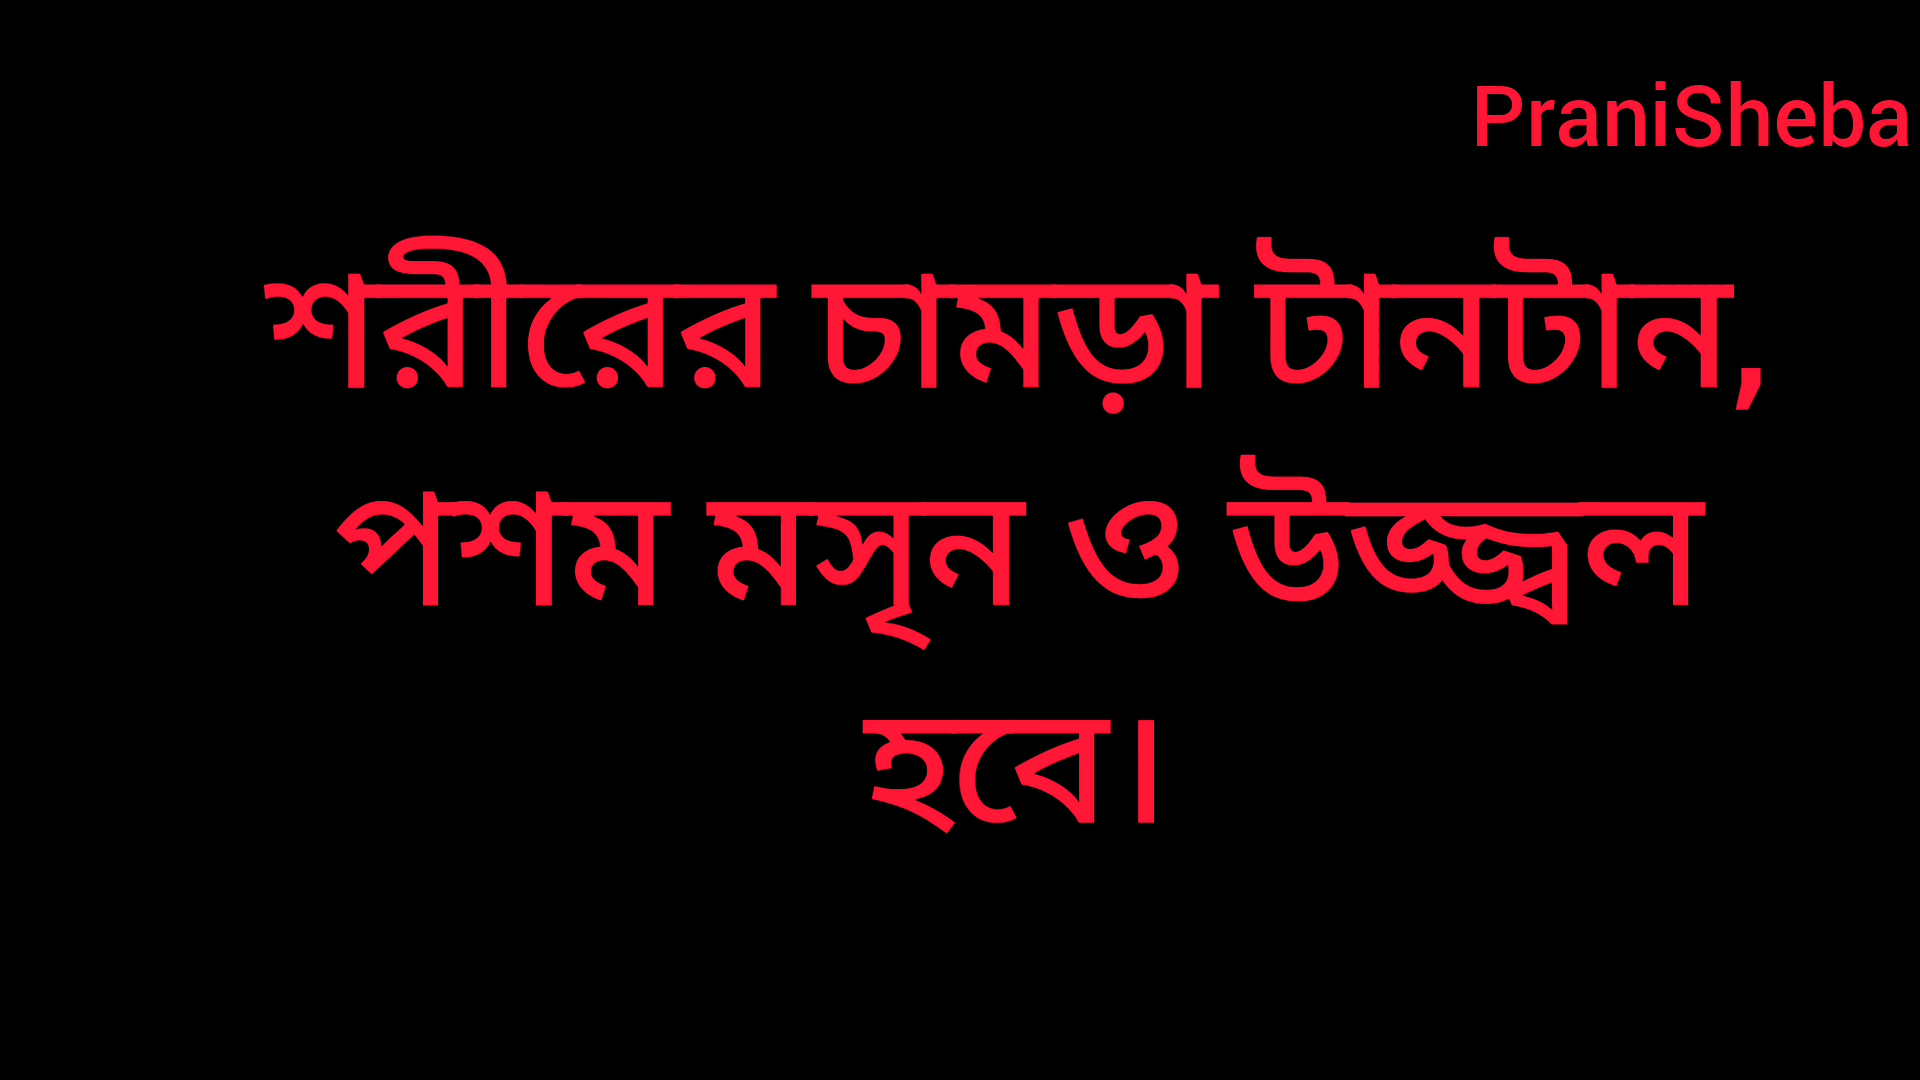 PraniSheba
শরীরের চামড়া টানটান,
পশম মসৃন ও উজ্জ্বল
হবে।